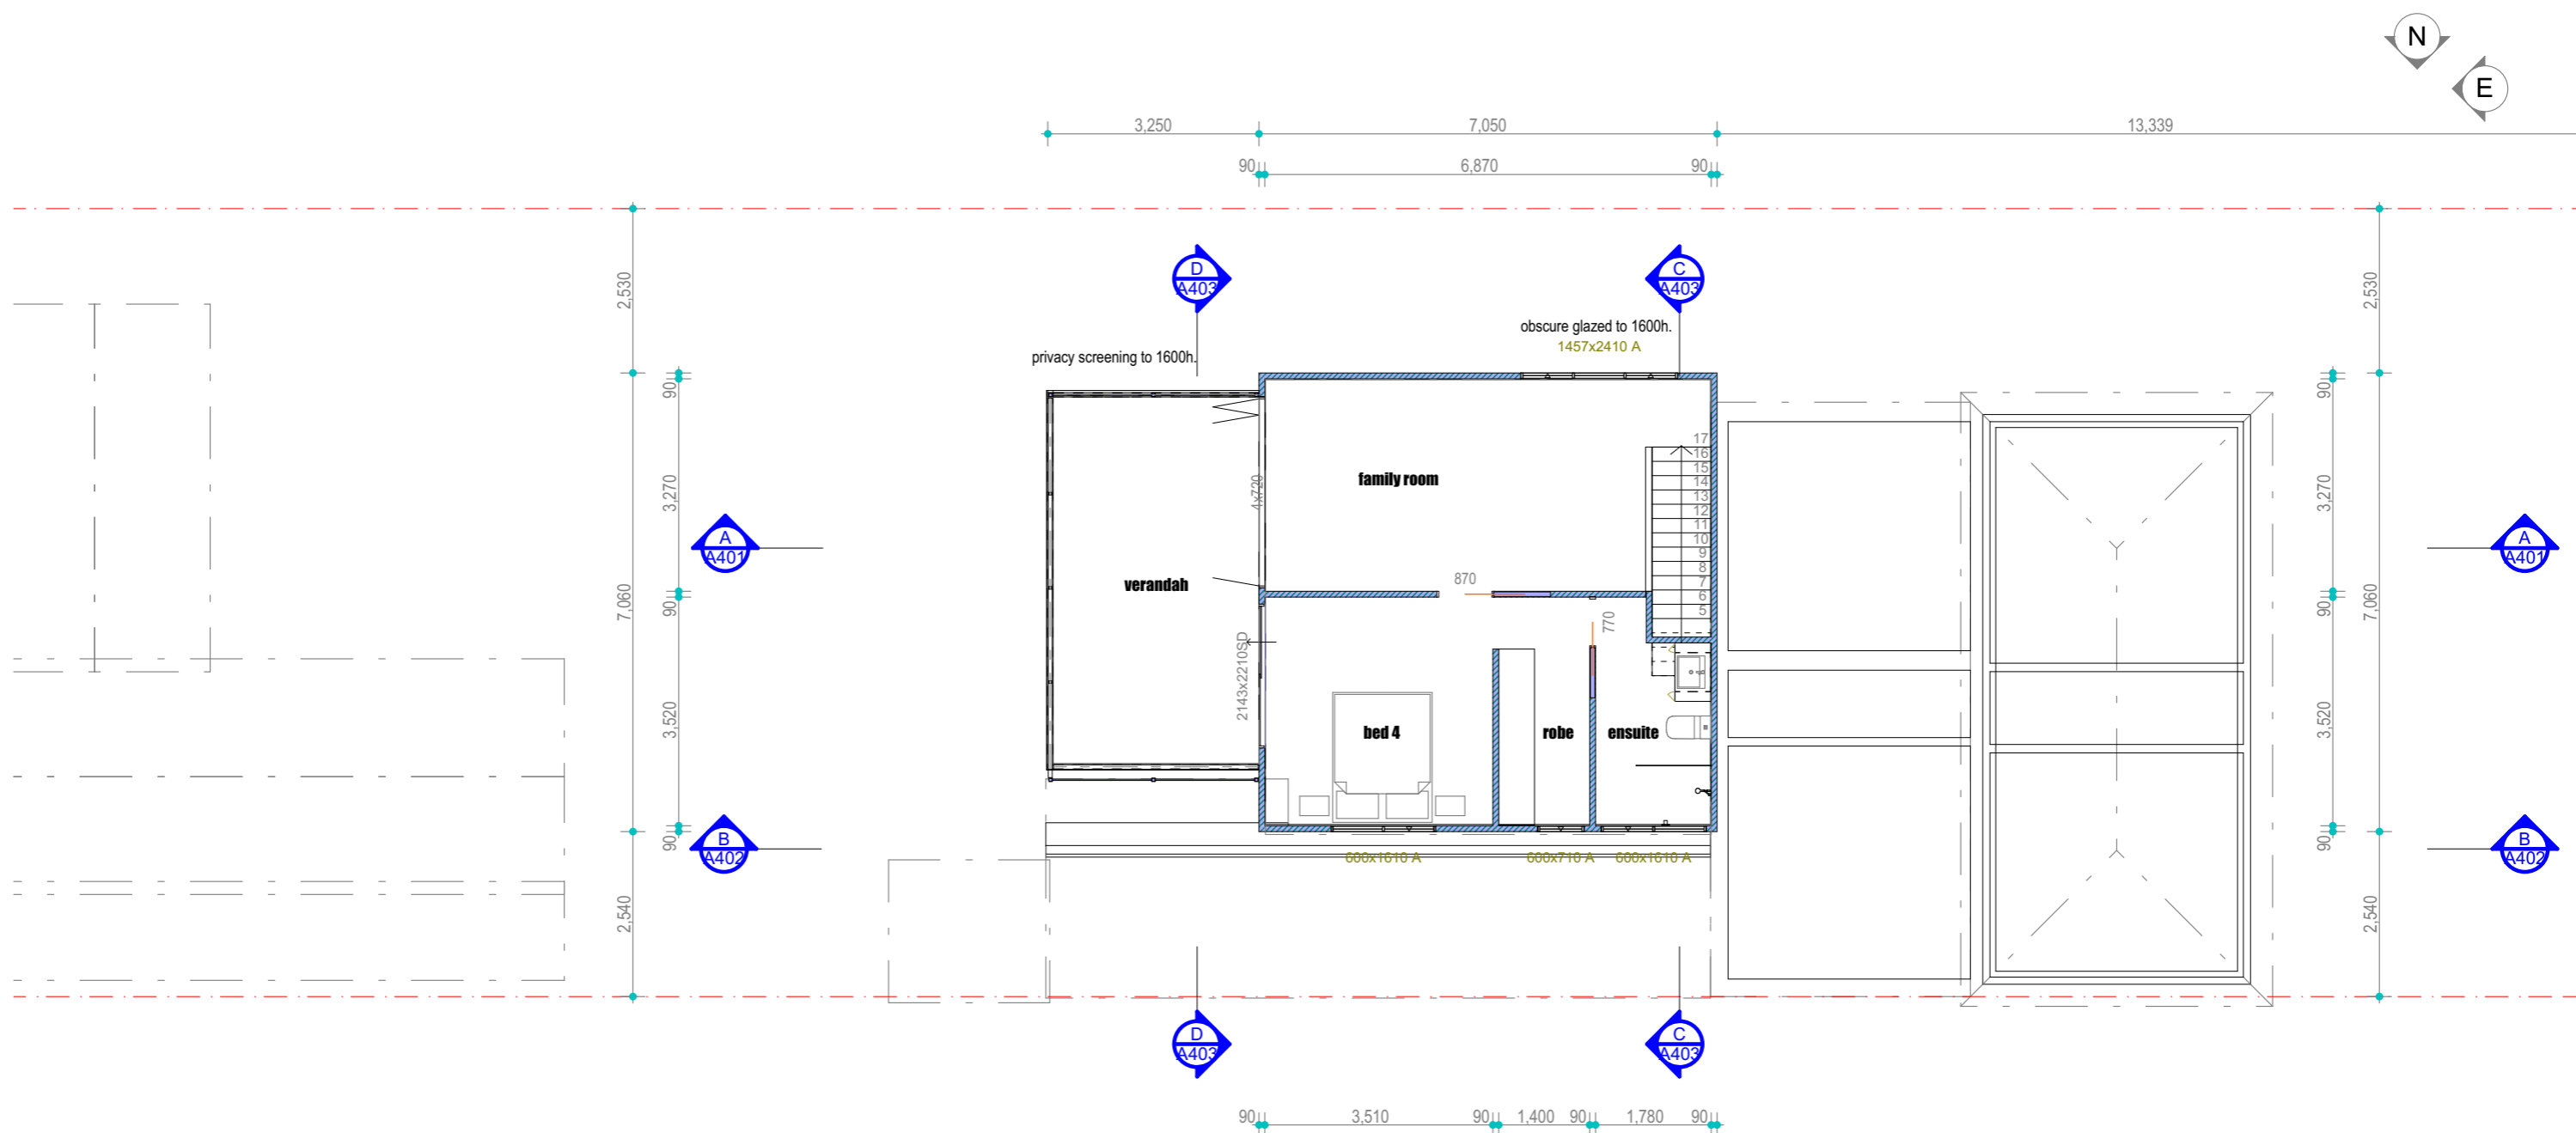 N
E
3,250
7,050
13,339
90
6,870
90
2,530
2,530
D
A403
C
A403
obscure glazed to 1600h.
1457x2410 A
privacy screening to 1600h.
90
90
17
16
15
14
13
12
11
10
9
8
7
6
5
family room
4x720
3,270
3,270
A
A401
A
A401
verandah
870
7,060
90
90
7,060
770
2143x2210SD
3,520
3,520
bed 4
robe
ensuite
90
90
B
A402
B
A402
600x1610 A
600x710 A
600x1610 A
2,540
2,540
D
A403
C
A403
90
3,510
90
1,400
90
1,780
90